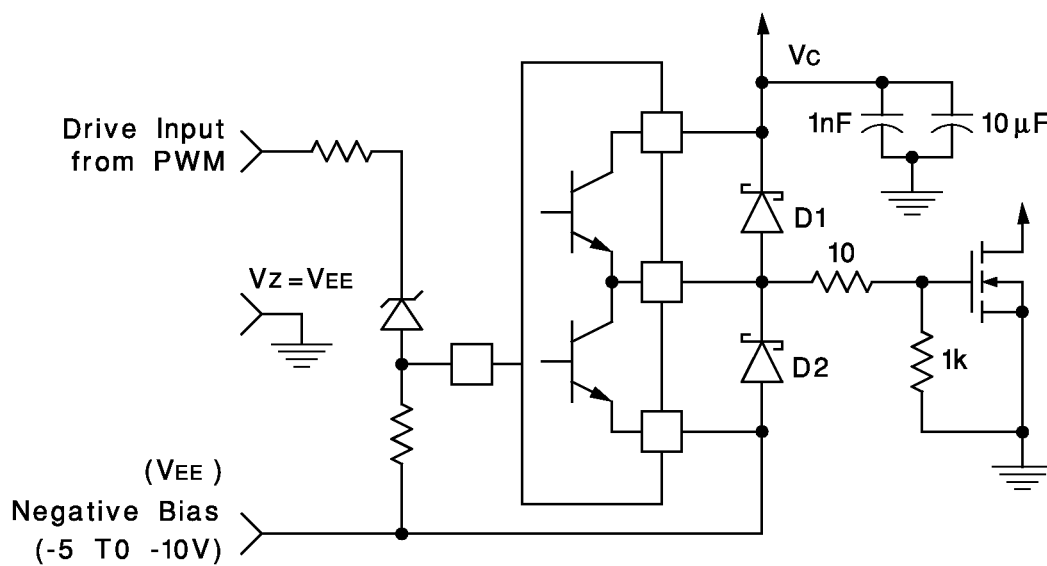 Drive Input
from PWM
VZ=VEE
(VEE )
Negative Bias
(-5 T0 -10V)
VC
1nF
10μF
D1
10
D2
1k